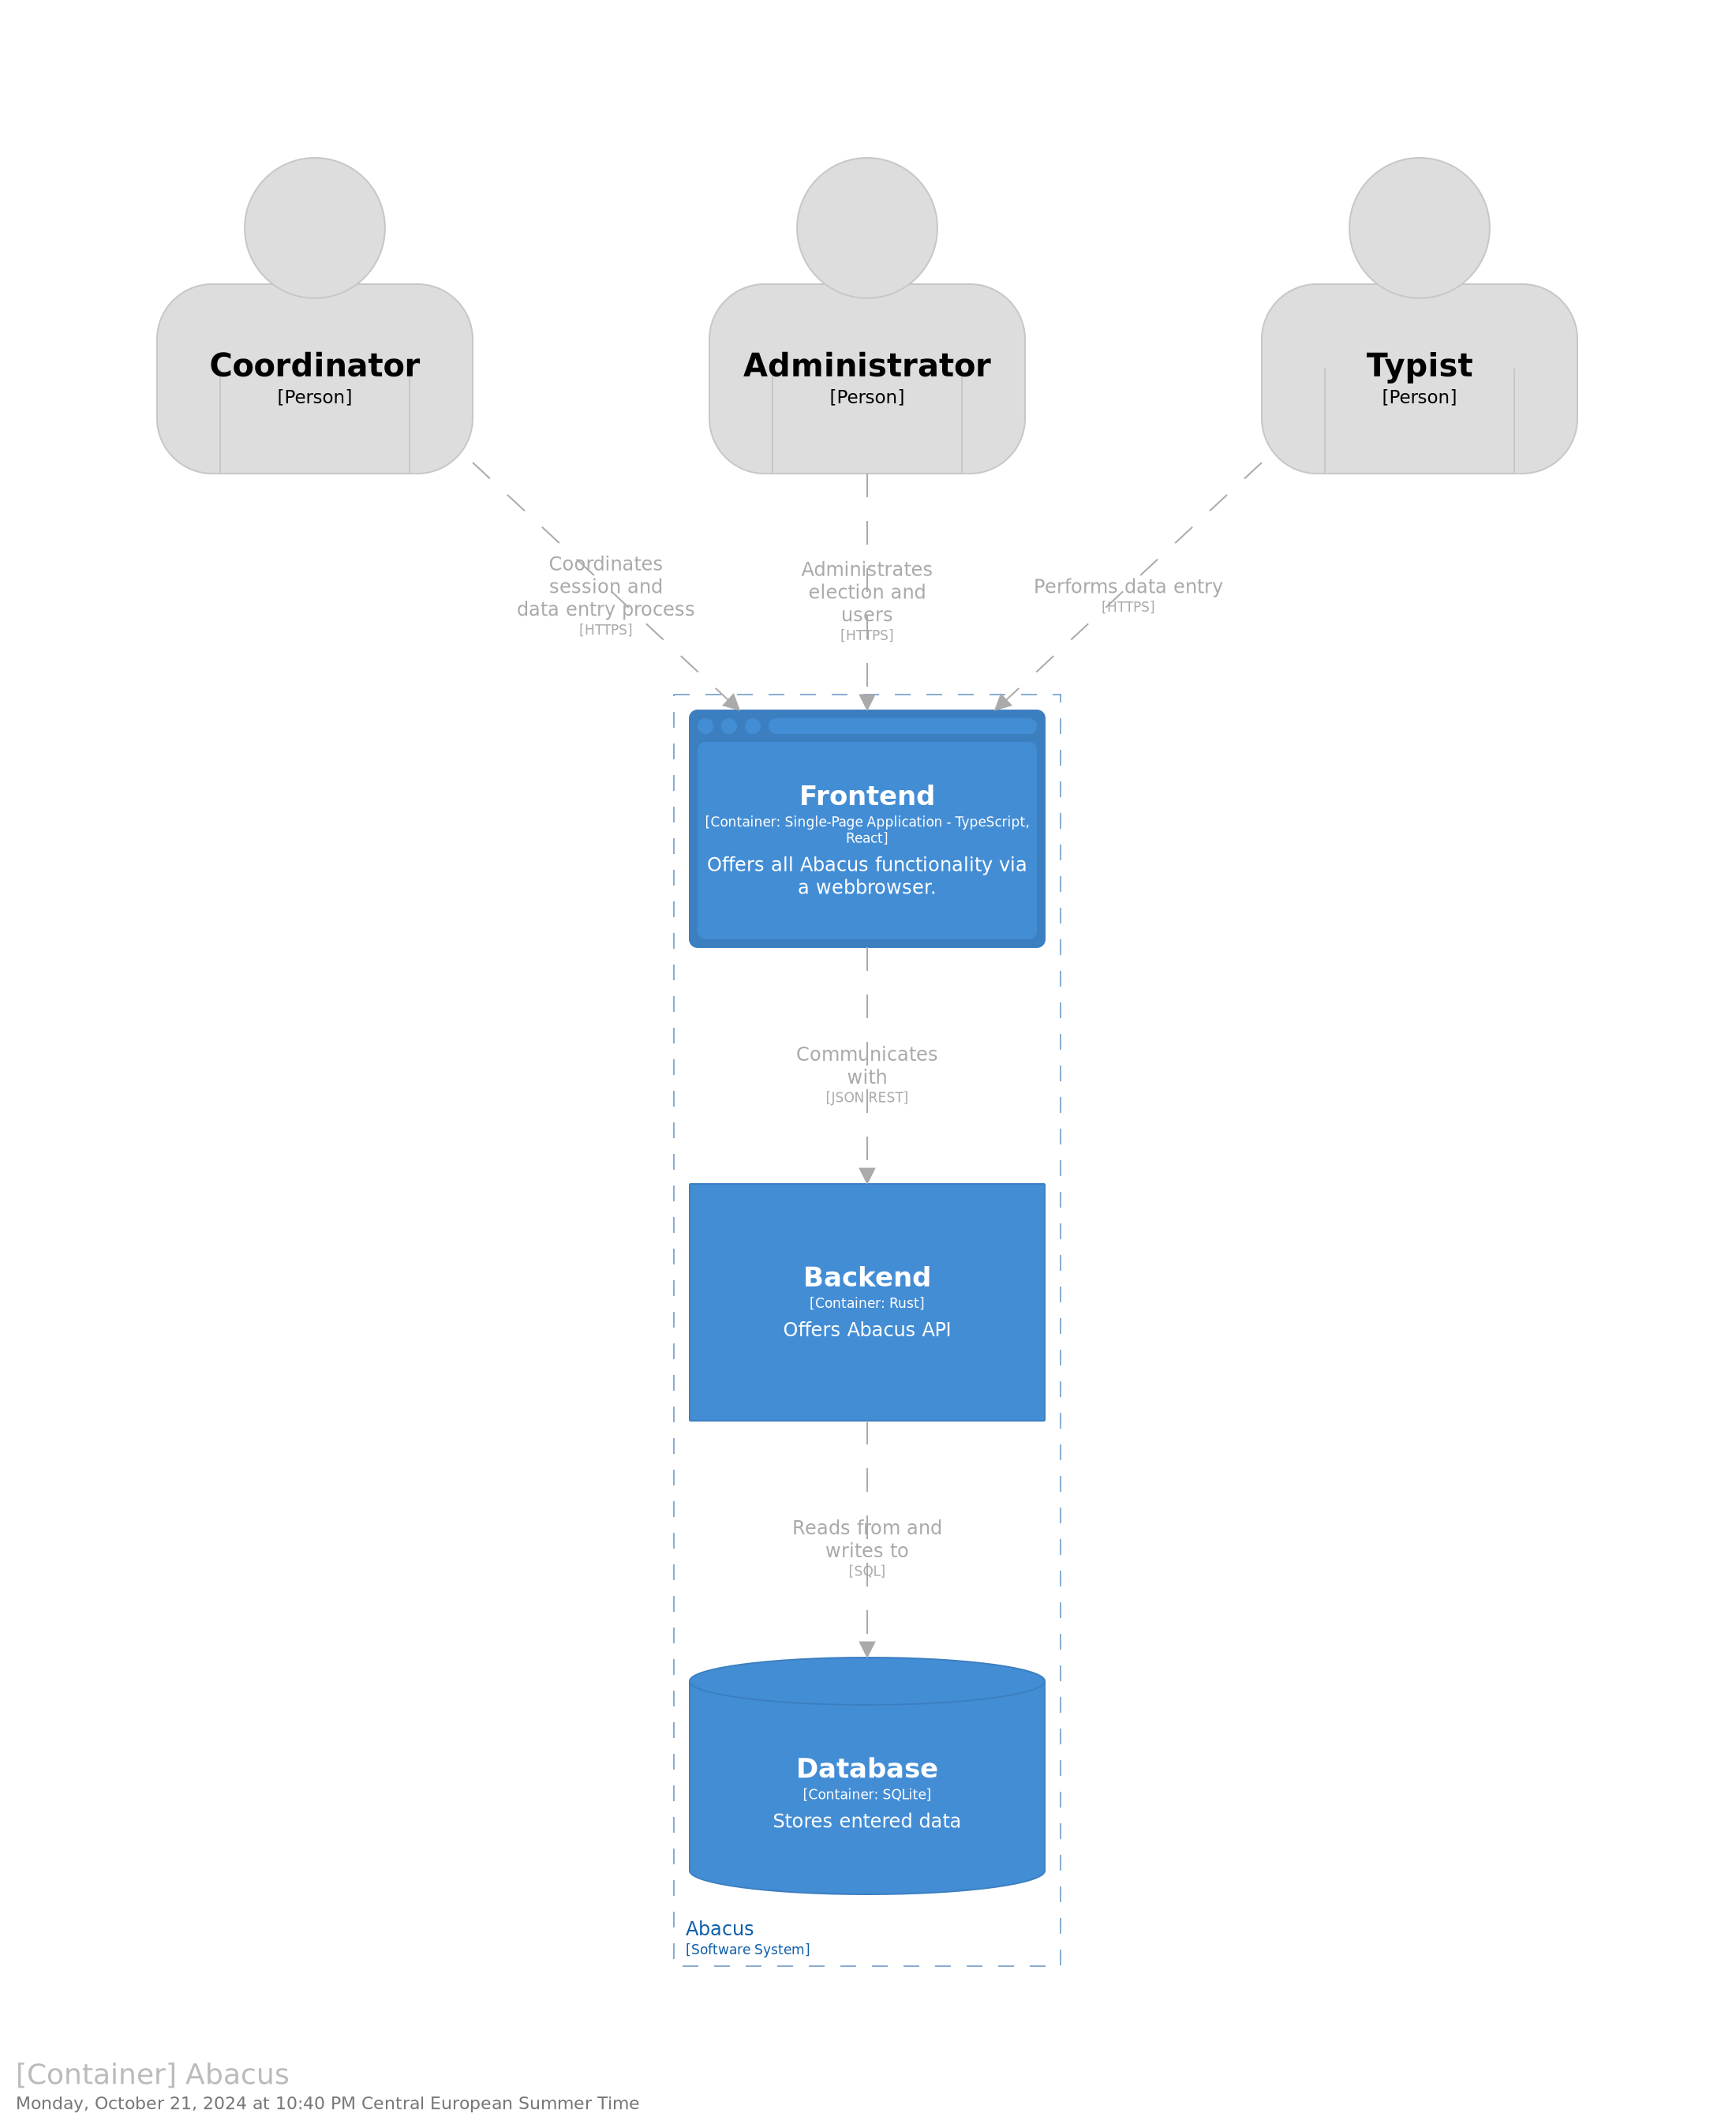 Coordinator
[Person]
Administrator
[Person]
Typist
[Person]
Coordinates
session and
data entry process
[HTTPS]
Administrates
election and
users
[HTTPS]
Performs data entry
[HTTPS]
Frontend
[Container: Single-Page Application - TypeScript,
React]
Offers all Abacus functionality via
a webbrowser.
Communicates
with
[JSON REST]
Backend
[Container: Rust]
Offers Abacus API
Reads from and
writes to
[SQL]
Database
[Container: SQLite]
Stores entered data
Abacus
[Software System]
[Container] Abacus
Monday, October 21, 2024 at 10:40 PM Central European Summer Time